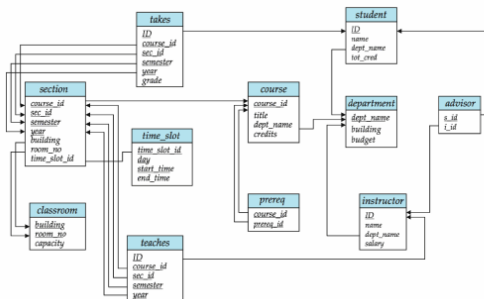 takes
ID
course_id
sec_id
semester
year
grade
student
ID
name
dept_name
tot_cred
section
course_id
sec_id
semester
year
building
room_no
time_slot_id
course
course_id
title
dept_name
credits
department
dept_name
building
budget
advisor
s_id
i_id
time_slot
time_slot_id
day
start_time
end_time
prereq
course_id
prereq_id
instructor
ID
name
dept_name
salary
classroom
building
room_no
capacity
teaches
ID
course_id
sec_id
semester
year